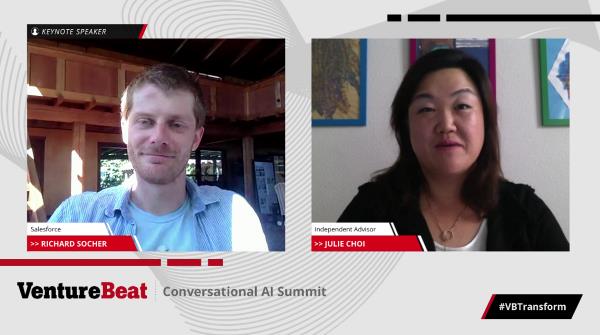 KEYNOTE SPEAKER
Salesforce
>> RICHARD SOCHER
Independent Advisor
>> JULIE CHOI
VentureBeat
Conversational AI Summit
#VBTransform